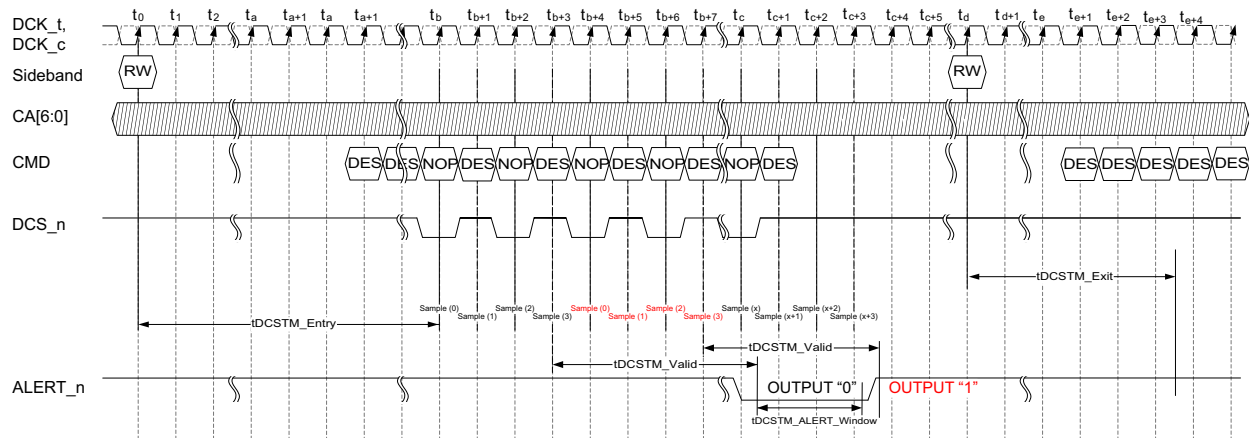 DCK_t,
DCK_c
t0 t1 t2 ta ta+1 ta ta+1 tb tb+1 tb+2 tb+3 tb+4 tb+5 tb+6 tb+7 tc tc+1 tc+2 tc+3 tc+4 tc+5 td td+1 te te+1 te+2 te+3 te+4
Sideband RW RW
CA[6:0]
CMD DES DES NOP DES NOP DES NOP DES NOP DES NOP DES DES DES DES DES DES
DCS_n
tDCSTM_Exit
Sample (0) Sample (2) Sample (0) Sample (2) Sample (x) Sample (x+2)
Sample (1) Sample (3) Sample (1) Sample (3) Sample (x+1) Sample (x+3)
tDCSTM_Entry
tDCSTM_Valid
tDCSTM_Valid
ALERT_n OUTPUT “0” OUTPUT “1”
tDCSTM_ALERT_Window